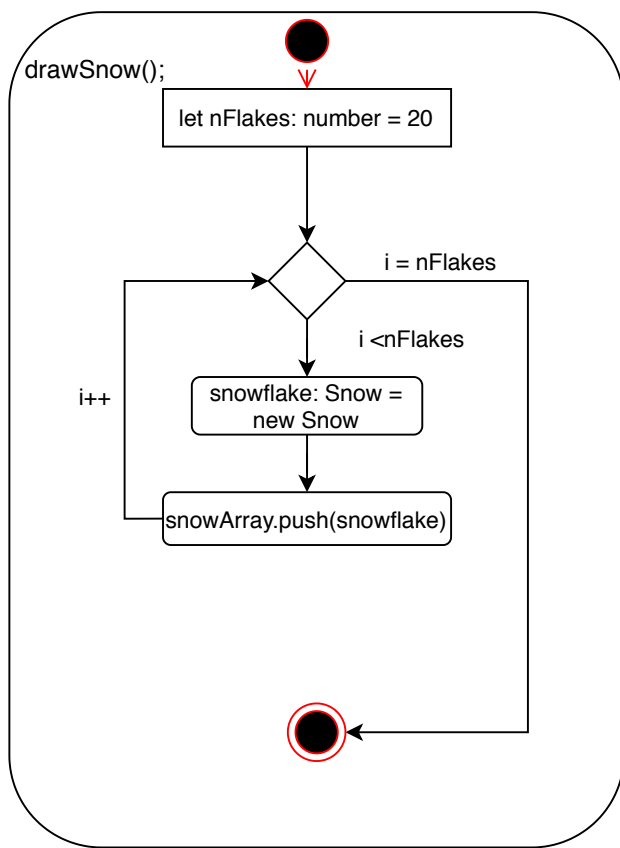 drawSnow();
let nFlakes: number = 20
i = nFlakes
i <nFlakes
i++
snowflake: Snow =
new Snow
snowArray.push(snowflake)